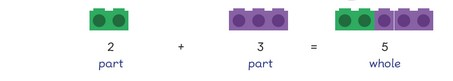 2 + 3 = 5
part part whole